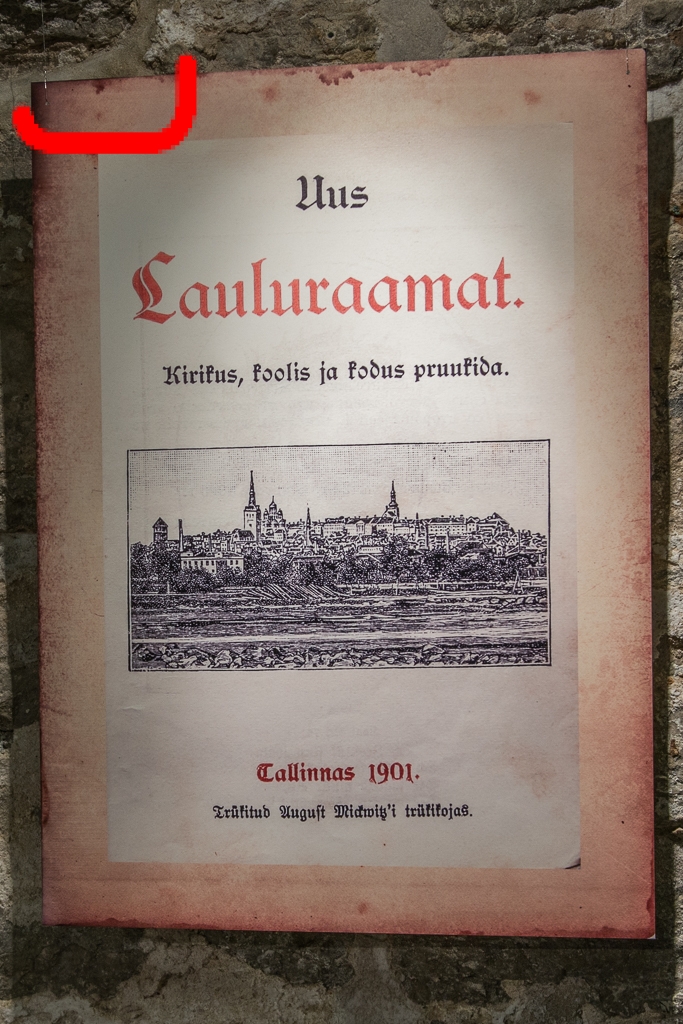 Uus
Lauluraamat.
Kirikus, koolis ja kodus pruukida.
Tallinnas 1901.
Trükitud August Mickwitz'i trükikojas.